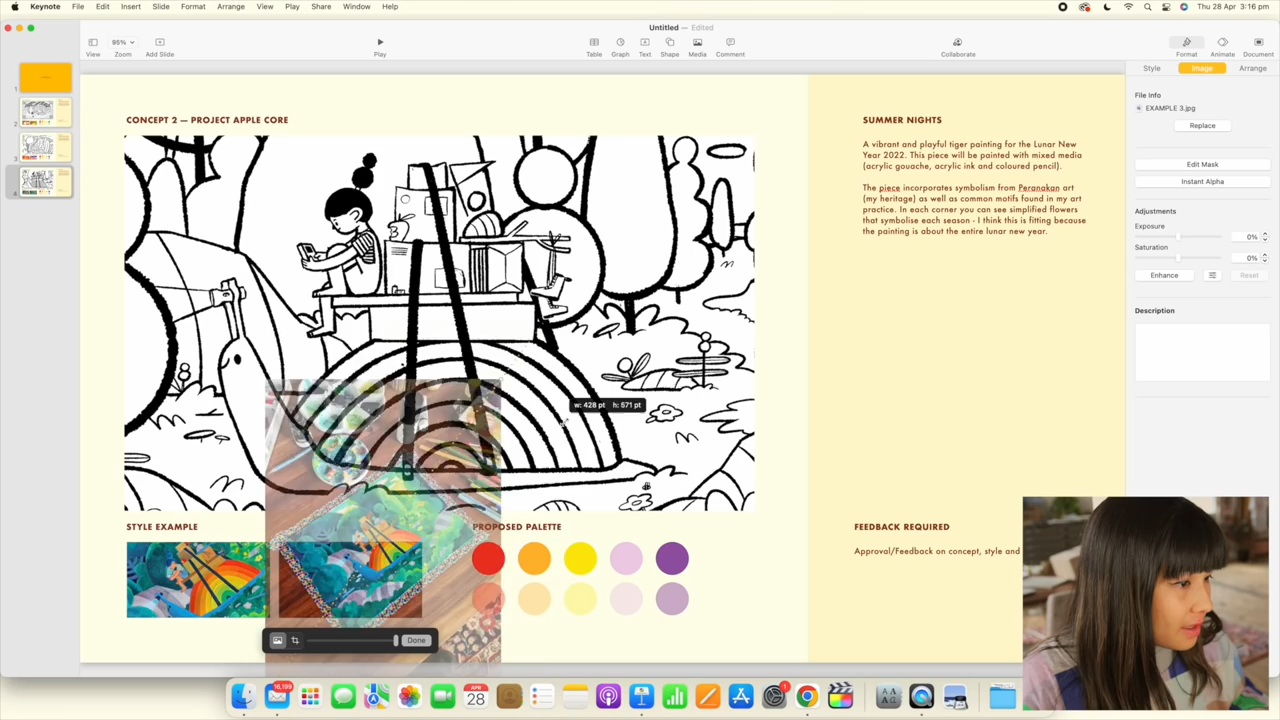 Keynote File Edit Insert Slide Format Arrange View Play Share Window Help Thu 28 Apr 3:16 pm
Untitled — Edited
95%
View Zoom Add Slide Play Table Graph Text Shape Media Comment Collaborate Format Animate Document
Style Image Arrange
1
2
3
4
CONCEPT 2 — PROJECT APPLE CORE
SUMMER NIGHTS
A vibrant and playful tiger painting for the Lunar New
Year 2022. This piece will be painted with mixed media
(acrylic gouache, acrylic ink and coloured pencil).
The piece incorporates symbolism from Peranakan art
(my heritage) as well as common motifs found in my art
practice. In each corner you can see simplified flowers
that symbolise each season - I think this is fitting because
the painting is about the entire lunar new year.
w: 428 pt h: 571 pt
STYLE EXAMPLE
PROPOSED PALETTE
FEEDBACK REQUIRED
Approval/Feedback on concept, style and
Done
File Info
EXAMPLE 3.jpg
Replace
Edit Mask
Instant Alpha
Adjustments
Exposure
0%
Saturation
0%
Enhance
Reset
Description
16,199
APR
28
1